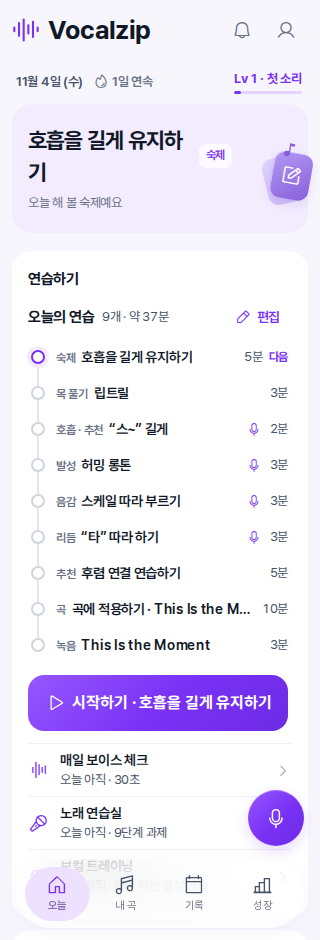 Vocalzip
11월 4일 (수) 1일 연속 Lv 1 · 첫 소리
호흡을 길게 유지하
기
숙제
오늘 해 볼 숙제예요
연습하기
오늘의 연습 9개 · 약 37분 편집
숙제 호흡을 길게 유지하기 5분 다음
목 풀기 립트릴 3분
호흡 · 추천 “스~” 길게 2분
발성 허밍 롱톤 3분
음감 스케일 따라 부르기 3분
리듬 “타” 따라 하기 3분
추천 후렴 연결 연습하기 5분
곡 곡에 적용하기 · This Is the M... 10분
녹음 This Is the Moment 3분
시작하기 · 호흡을 길게 유지하기
매일 보이스 체크
오늘 아직 · 30초
노래 연습실
오늘 아직 · 9단계 과제
보컬 트레이닝
오늘 내 곡 기록 성장